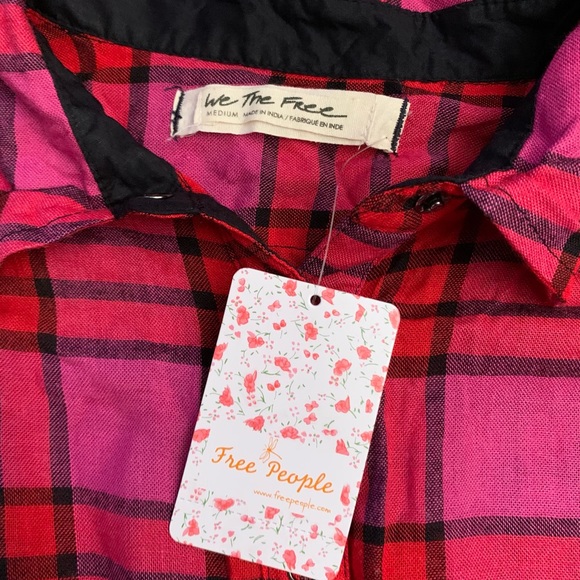 We The Free
MEDIUM MADE IN INDIA / FABRIQUÉ EN INDE
Free People
www.freepeople.com